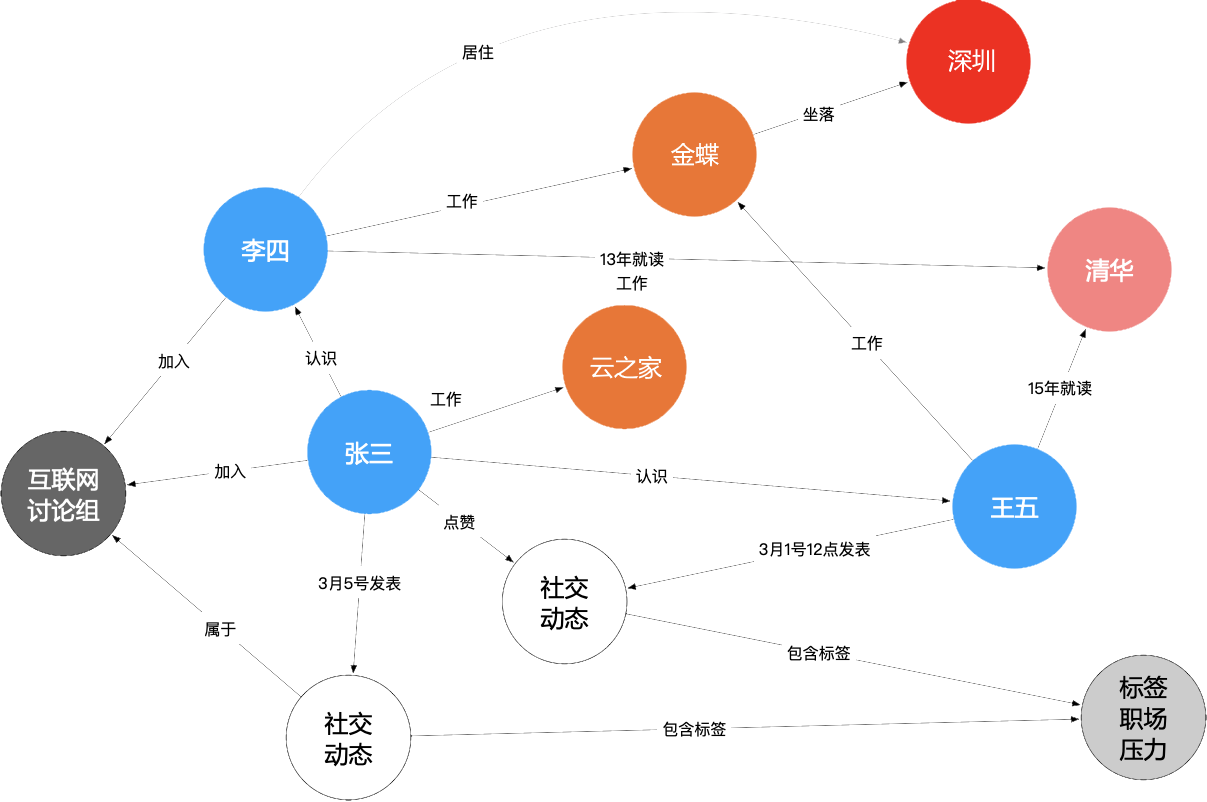 居住
深圳
坐落
金蝶
工作
李四
13年就读
清华
工作
工作
云之家
加入
认识
工作
15年就读
张三
加入
认识
互联网
讨论组
王五
点赞
3月1号12点发表
3月5号发表
社交
动态
属于
包含标签
标签
职场
压力
社交
动态
包含标签